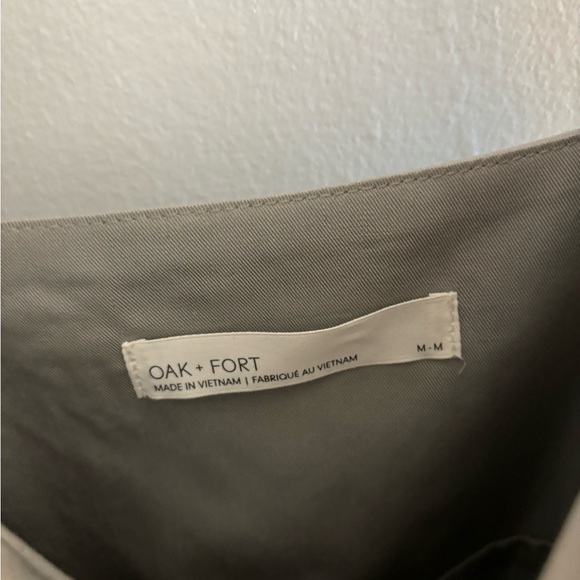 OAK + FORT
MADE IN VIETNAM | FABRIQUÉ AU VIETNAM
M - M